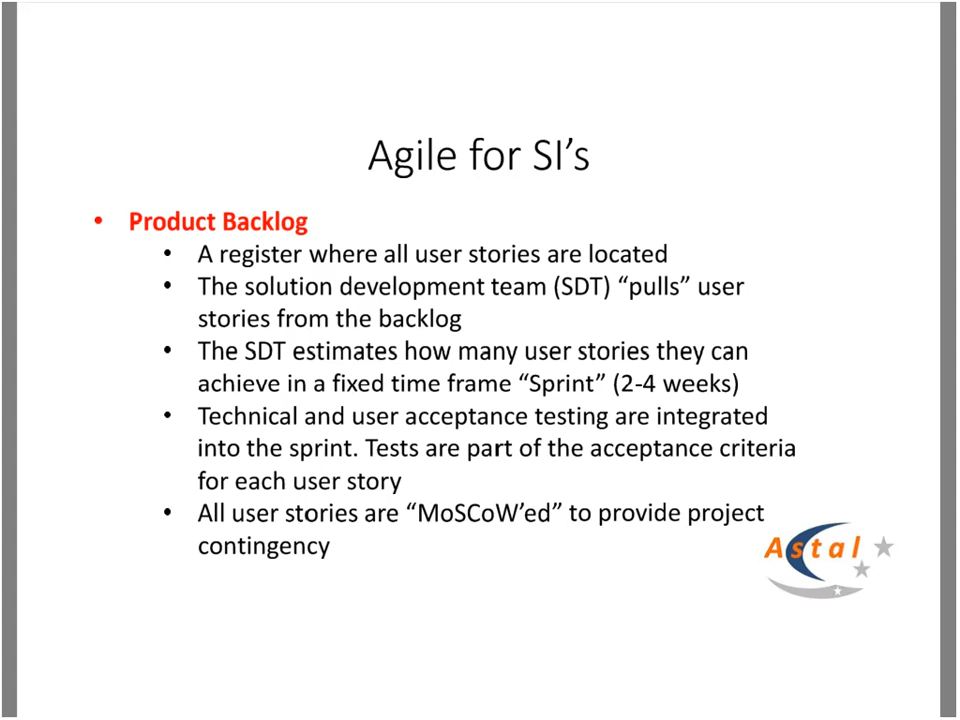 Agile for SI’s
• Product Backlog
• A register where all user stories are located
• The solution development team (SDT) “pulls” user
stories from the backlog
• The SDT estimates how many user stories they can
achieve in a fixed time frame “Sprint” (2-4 weeks)
• Technical and user acceptance testing are integrated
into the sprint. Tests are part of the acceptance criteria
for each user story
• All user stories are “MoSCoW’ed” to provide project
contingency
Astal